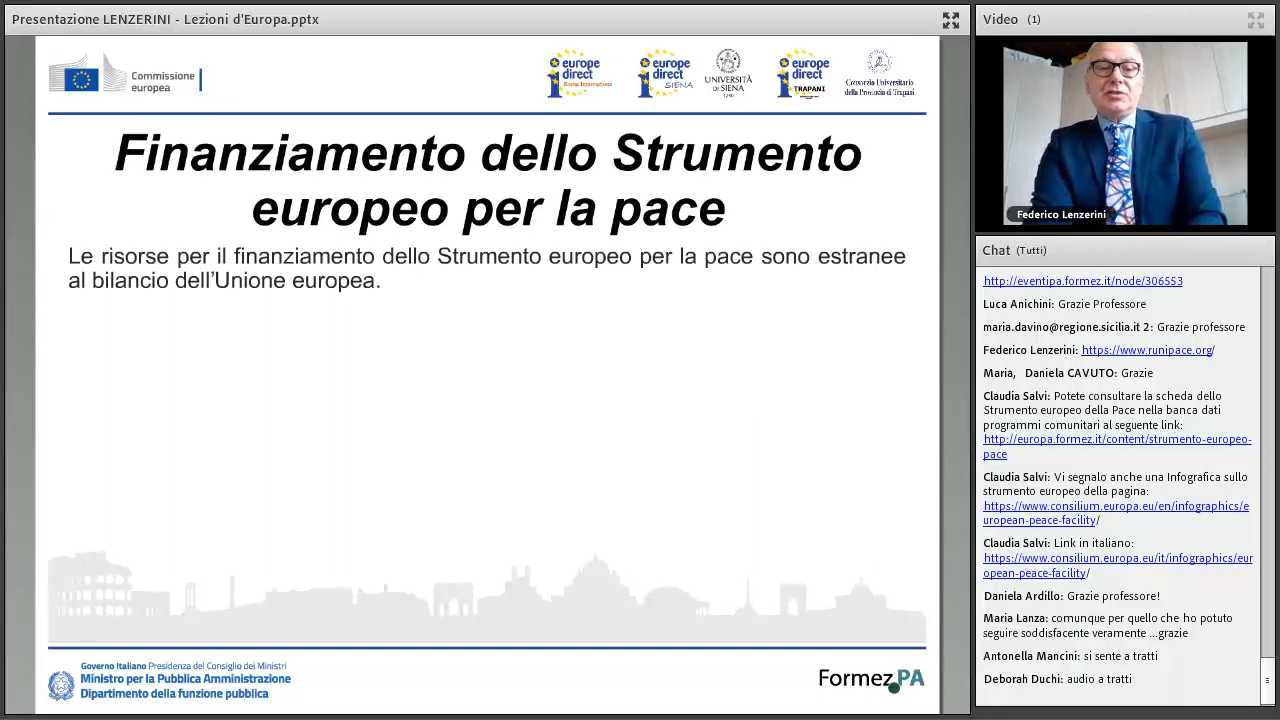 Presentazione LENZERINI - Lezioni d'Europa.pptx
Commissione
europea
europe
direct
Roma Innovazione
europe
direct
SIENA
UNIVERSITÀ
DI SIENA
1240
europe
direct
TRAPANI
Consorzio Universitario
della Provincia di Trapani
Finanziamento dello Strumento
europeo per la pace
Le risorse per il finanziamento dello Strumento europeo per la pace sono estranee
al bilancio dell’Unione europea.
Governo Italiano Presidenza del Consiglio dei Ministri
Ministro per la Pubblica Amministrazione
Dipartimento della funzione pubblica
Formez PA
Video (1)
Federico Lenzerini
Chat (Tutti)
http://eventipa.formez.it/node/306553
Luca Anichini: Grazie Professore
maria.davino@regione.sicilia.it 2: Grazie professore
Federico Lenzerini: https://www.runipace.org/
Maria, Daniela CAVUTO: Grazie
Claudia Salvi: Potete consultare la scheda dello
Strumento europeo della Pace nella banca dati
programmi comunitari al seguente link:
http://europa.formez.it/content/strumento-europeo-
pace
Claudia Salvi: Vi segnalo anche una Infografica sullo
strumento europeo della pagina:
https://www.consilium.europa.eu/en/infographics/e
uropean-peace-facility/
Claudia Salvi: Link in italiano:
https://www.consilium.europa.eu/it/infographics/eur
opean-peace-facility/
Daniela Ardillo: Grazie professore!
Maria Lanza: comunque per quello che ho potuto
seguire soddisfacente veramente ...grazie
Antonella Mancini: si sente a tratti
Deborah Duchi: audio a tratti